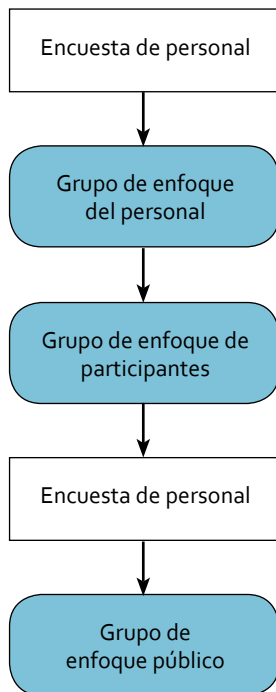 Encuesta de personal
Grupo de enfoque
del personal
Grupo de enfoque de
participantes
Encuesta de personal
Grupo de
enfoque público